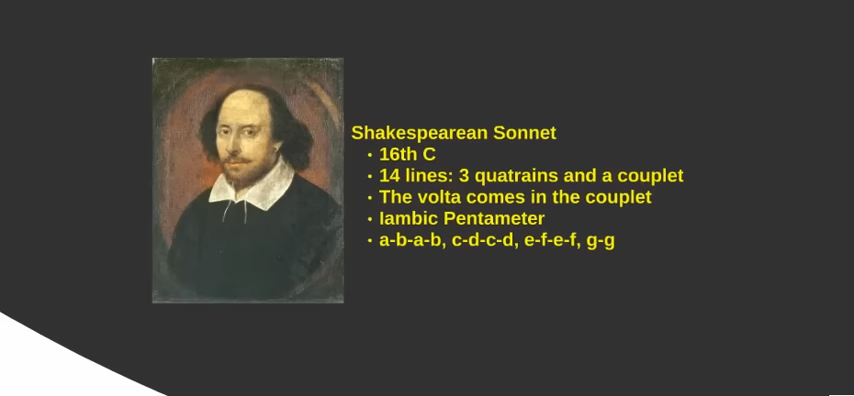 Shakespearean Sonnet
• 16th C
• 14 lines: 3 quatrains and a couplet
• The volta comes in the couplet
• Iambic Pentameter
• a-b-a-b, c-d-c-d, e-f-e-f, g-g